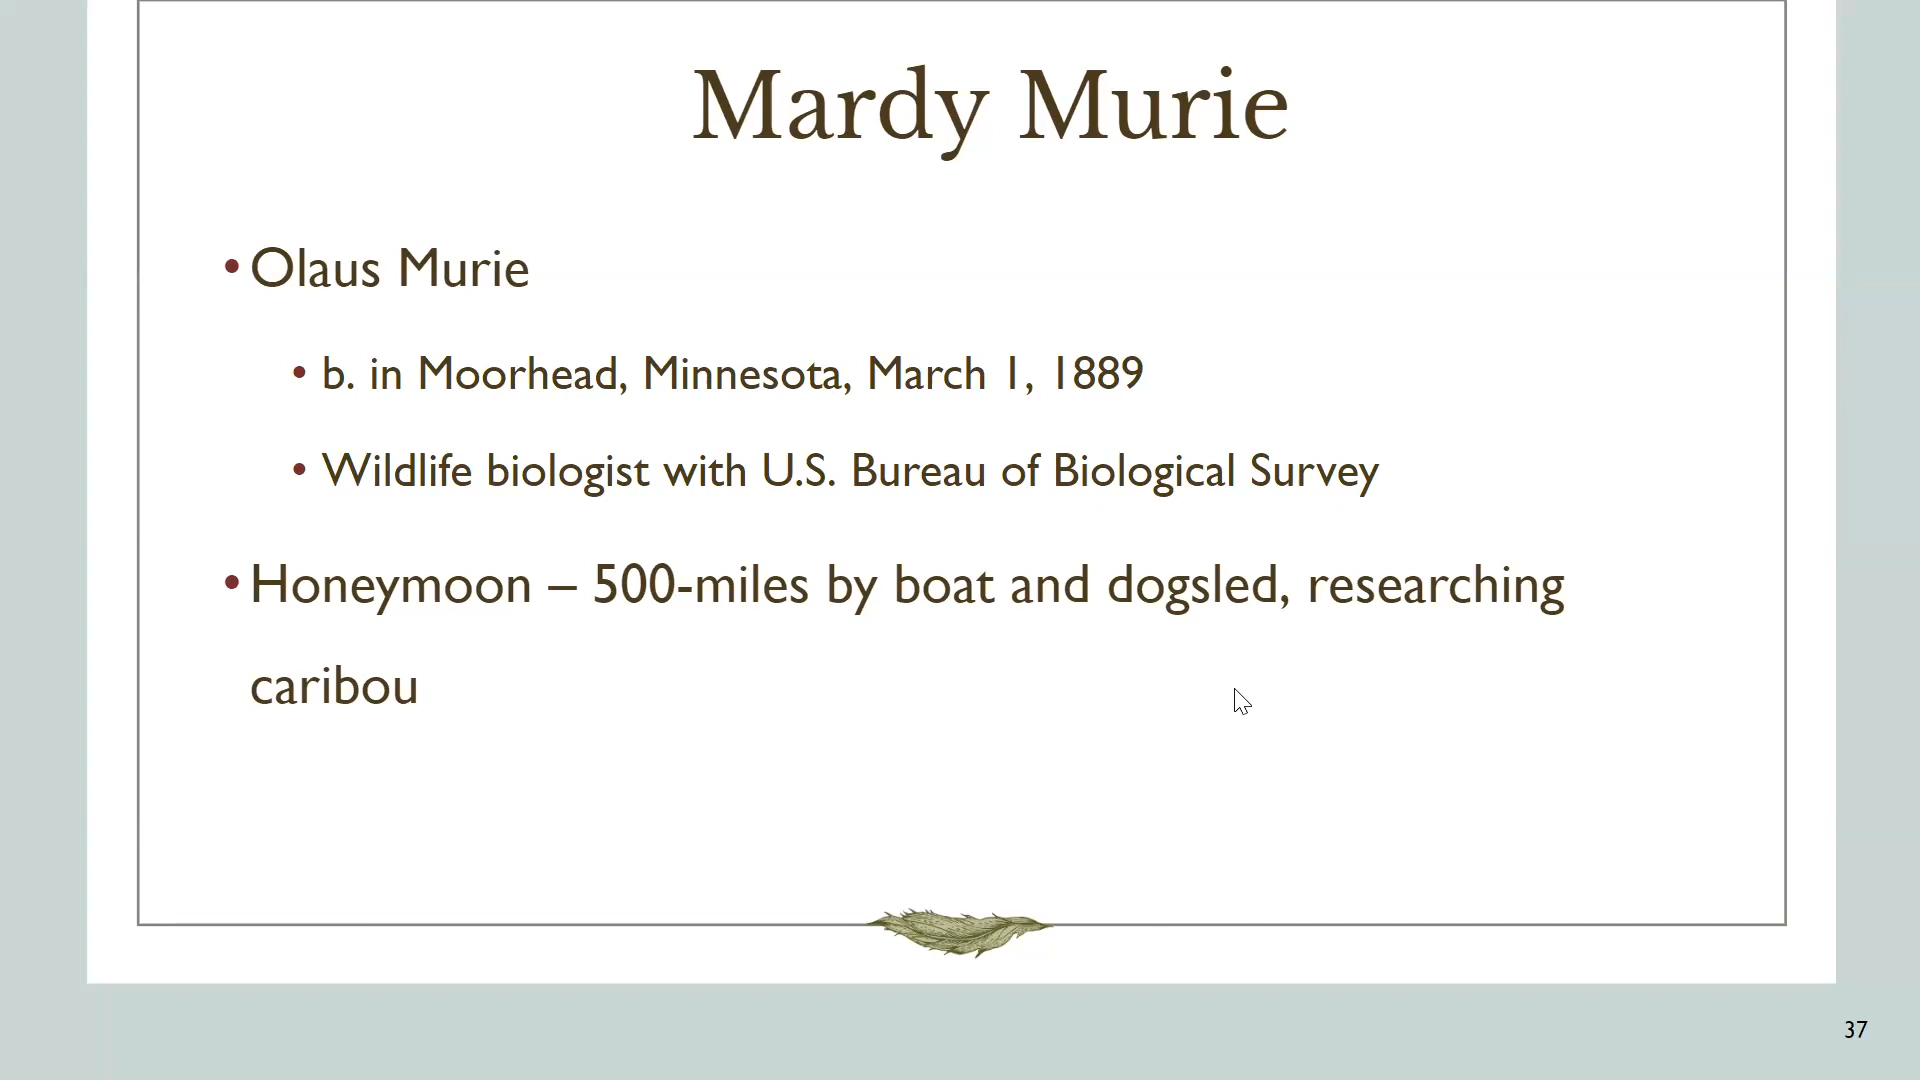 Mardy Murie
• Olaus Murie
• b. in Moorhead, Minnesota, March 1, 1889
• Wildlife biologist with U.S. Bureau of Biological Survey
• Honeymoon – 500-miles by boat and dogsled, researching
caribou
37